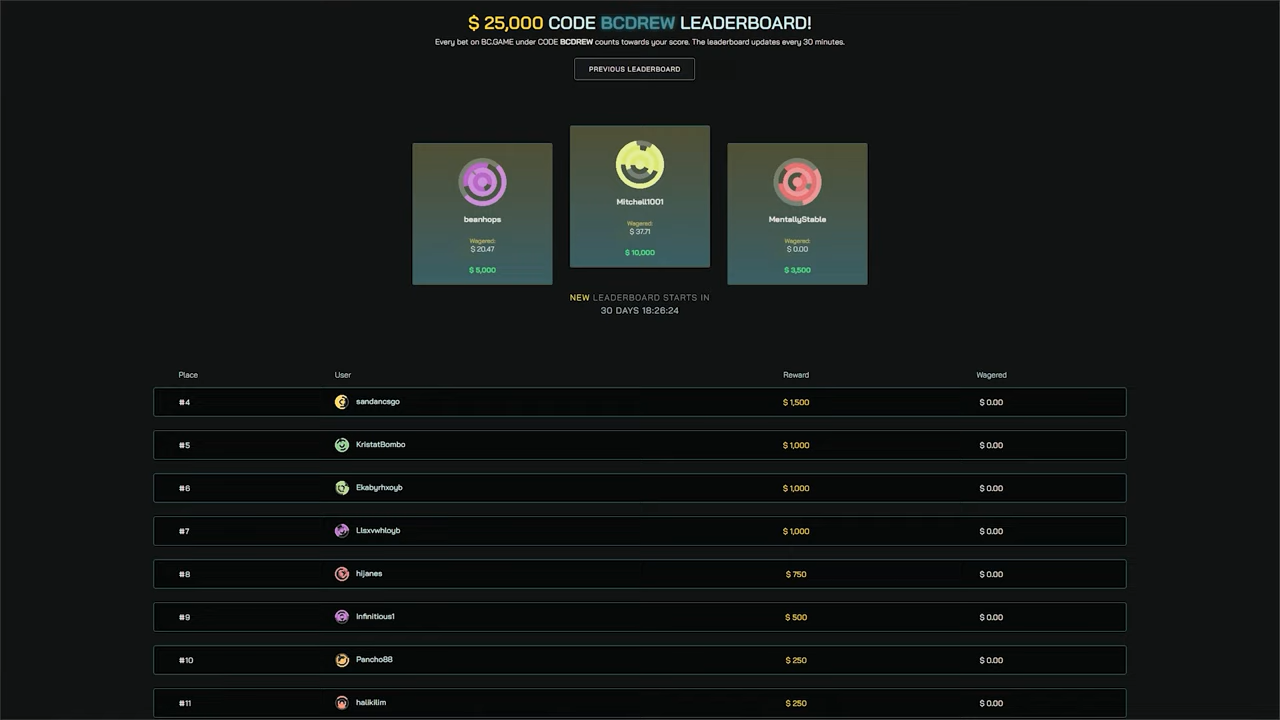 $ 25,000 CODE BCDREW LEADERBOARD!
Every bet on BC.GAME under CODE BCDREW counts towards your score. The leaderboard updates every 30 minutes.
PREVIOUS LEADERBOARD
beanhops
Wagered:
$ 20.47
$ 5,000
Mitchell1001
Wagered:
$ 37.71
$ 10,000
MentallyStable
Wagered:
$ 0.00
$ 3,500
NEW LEADERBOARD STARTS IN
30 DAYS 18:26:24
Place User Reward Wagered
#4 sandancsgo $ 1,500 $ 0.00
#5 KristatBombo $ 1,000 $ 0.00
#6 Ekabyrhxoyb $ 1,000 $ 0.00
#7 Llsxvwhloyb $ 1,000 $ 0.00
#8 hljanes $ 750 $ 0.00
#9 Infinitious1 $ 500 $ 0.00
#10 Pancho88 $ 250 $ 0.00
#11 halikilim $ 250 $ 0.00